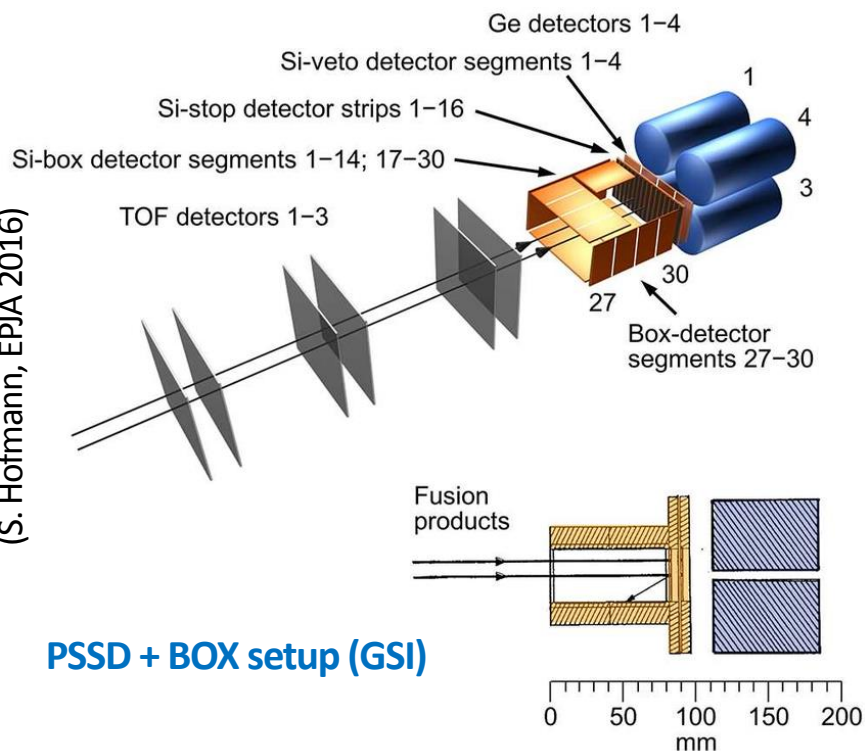 Ge detectors 1−4
Si-veto detector segments 1−4
Si-stop detector strips 1−16
Si-box detector segments 1−14; 17−30
TOF detectors 1−3
1
4
3
30
27
Box-detector
segments 27−30
(S. Hofmann, EPJA 2016)
Fusion
products
PSSD + BOX setup (GSI)
0 50 100 150 200
mm